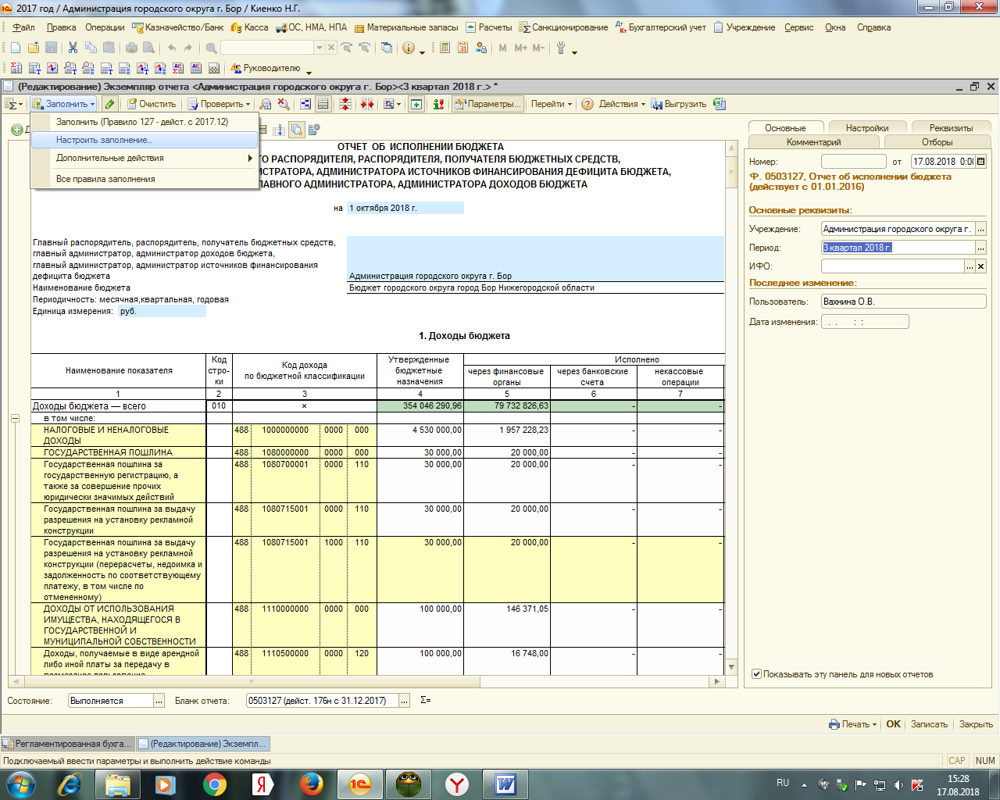 2017 год / Администрация городского округа г. Бор / Киенко Н.Г.
Файл Правка Операции Казначейство/Банк Касса ОС, НМА, НПА Материальные запасы Расчеты Санкционирование Бухгалтерский учет Учреждение Сервис Окна Справка
M M+ M−
Руководителю
(Редактирование) Экземпляр отчета <Администрация городского округа г. Бор><3 квартал 2018 г.> *
Заполнить Очистить Проверить Параметры... Перейти Действия Выгрузить
Заполнить (Правило 127 - дейст. с 2017.12)
Настроить заполнение...
Дополнительные действия
Все правила заполнения
ОТЧЕТ ОБ ИСПОЛНЕНИИ БЮДЖЕТА
ГО РАСПОРЯДИТЕЛЯ, РАСПОРЯДИТЕЛЯ, ПОЛУЧАТЕЛЯ БЮДЖЕТНЫХ СРЕДСТВ,
ИСТРАТОРА, АДМИНИСТРАТОРА ИСТОЧНИКОВ ФИНАНСИРОВАНИЯ ДЕФИЦИТА БЮДЖЕТА,
ЛАВНОГО АДМИНИСТРАТОРА, АДМИНИСТРАТОРА ДОХОДОВ БЮДЖЕТА
на 1 октября 2018 г.
Главный распорядитель, распорядитель, получатель бюджетных средств,
главный администратор, администратор доходов бюджета,
главный администратор, администратор источников финансирования
дефицита бюджета Администрация городского округа г. Бор
Наименование бюджета Бюджет городского округа город Бор Нижегородской области
Периодичность: месячная,квартальная, годовая
Единица измерения: руб.
1. Доходы бюджета
Наименование показателя Код стро- ки Код дохода по бюджетной классификации Утвержденные бюджетные назначения Исполнено
через финансовые органы через банковские счета некассовые операции
1 2 3 4 5 6 7
Доходы бюджета — всего 010 × 354 046 290,96 79 732 826,63 - -
в том числе:
НАЛОГОВЫЕ И НЕНАЛОГОВЫЕ 488 1000000000 0000 000 4 530 000,00 1 957 228,23 - -
ДОХОДЫ
ГОСУДАРСТВЕННАЯ ПОШЛИНА 488 1080000000 0000 000 30 000,00 20 000,00 - -
Государственная пошлина за 488 1080700001 0000 110 30 000,00 20 000,00 - -
государственную регистрацию, а
также за совершение прочих
юридически значимых действий
Государственная пошлина за выдачу 488 1080715001 0000 110 30 000,00 20 000,00 - -
разрешения на установку рекламной
конструкции
Государственная пошлина за выдачу 488 1080715001 1000 110 30 000,00 20 000,00 - -
разрешения на установку рекламной
конструкции (перерасчеты, недоимка и
задолженность по соответствующему
платежу, в том числе по
отмененному)
ДОХОДЫ ОТ ИСПОЛЬЗОВАНИЯ 488 1110000000 0000 000 100 000,00 146 371,05 - -
ИМУЩЕСТВА, НАХОДЯЩЕГОСЯ В
ГОСУДАРСТВЕННОЙ И
МУНИЦИПАЛЬНОЙ СОБСТВЕННОСТИ
Доходы, получаемые в виде арендной 488 1110500000 0000 120 100 000,00 16 748,00 - -
либо иной платы за передачу в
возмездное пользование
Основные Настройки Реквизиты
Комментарий Отборы
Номер: от 17.08.2018 0:0
Ф. 0503127, Отчет об исполнении бюджета
(действует с 01.01.2016)
Основные реквизиты:
Учреждение: Администрация городского округа г. ...
Период: 3 квартал 2018 г. ...
ИФО: ...
Последнее изменение:
Пользователь: Вахнина О.В.
Дата изменения: . . : :
Показывать эту панель для новых отчетов
Состояние: Выполняется ... Бланк отчета: 0503127 (дейст. 176н с 31.12.2017) ... Σ=
Печать OK Записать Закрыть
Регламентированная бухга... (Редактирование) Экземпл...
Подключаемый ввести параметры и выполнить действие команды CAP NUM
RU 15:28
17.08.2018